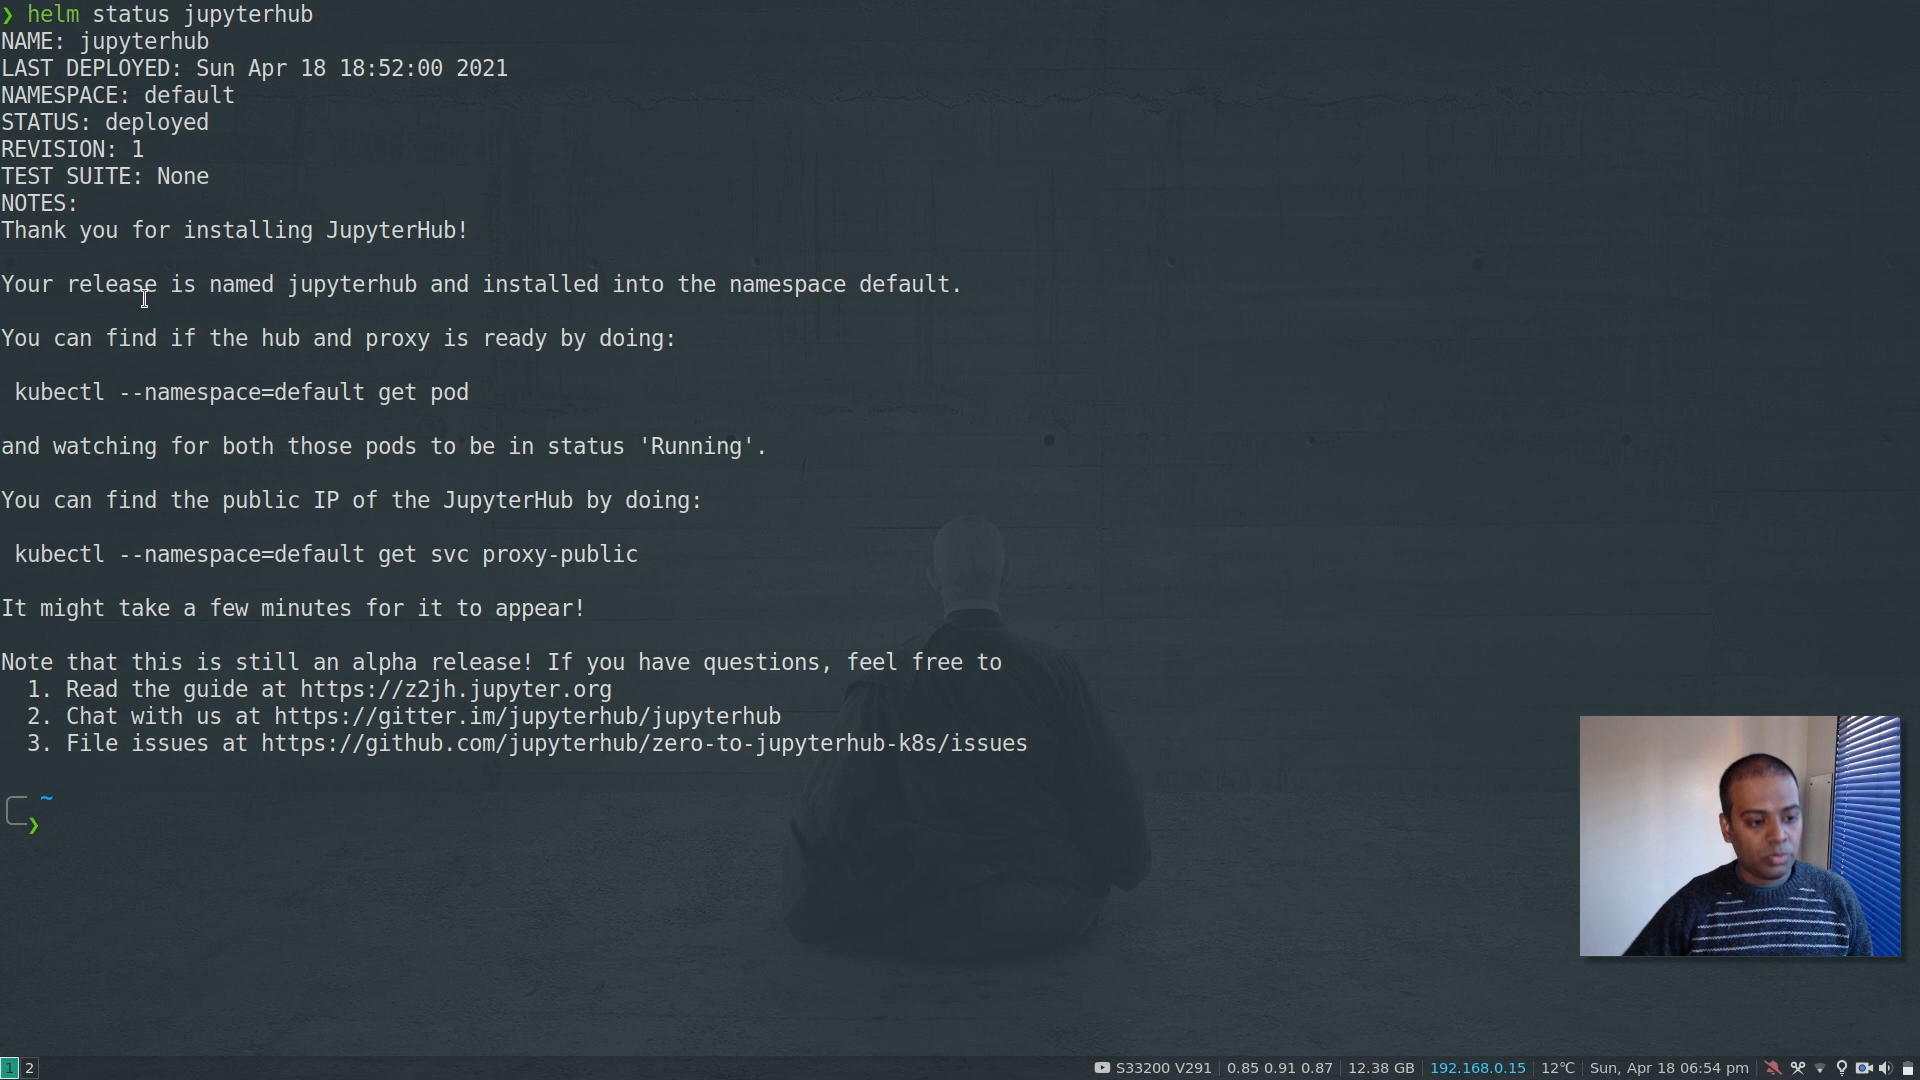 ❯ helm status jupyterhub
NAME: jupyterhub
LAST DEPLOYED: Sun Apr 18 18:52:00 2021
NAMESPACE: default
STATUS: deployed
REVISION: 1
TEST SUITE: None
NOTES:
Thank you for installing JupyterHub!
Your release is named jupyterhub and installed into the namespace default.
You can find if the hub and proxy is ready by doing:
kubectl --namespace=default get pod
and watching for both those pods to be in status 'Running'.
You can find the public IP of the JupyterHub by doing:
kubectl --namespace=default get svc proxy-public
It might take a few minutes for it to appear!
Note that this is still an alpha release! If you have questions, feel free to
1. Read the guide at https://z2jh.jupyter.org
2. Chat with us at https://gitter.im/jupyterhub/jupyterhub
3. File issues at https://github.com/jupyterhub/zero-to-jupyterhub-k8s/issues
~
❯
1 2 S33200 V291 0.85 0.91 0.87 12.38 GB 192.168.0.15 12℃ Sun, Apr 18 06:54 pm